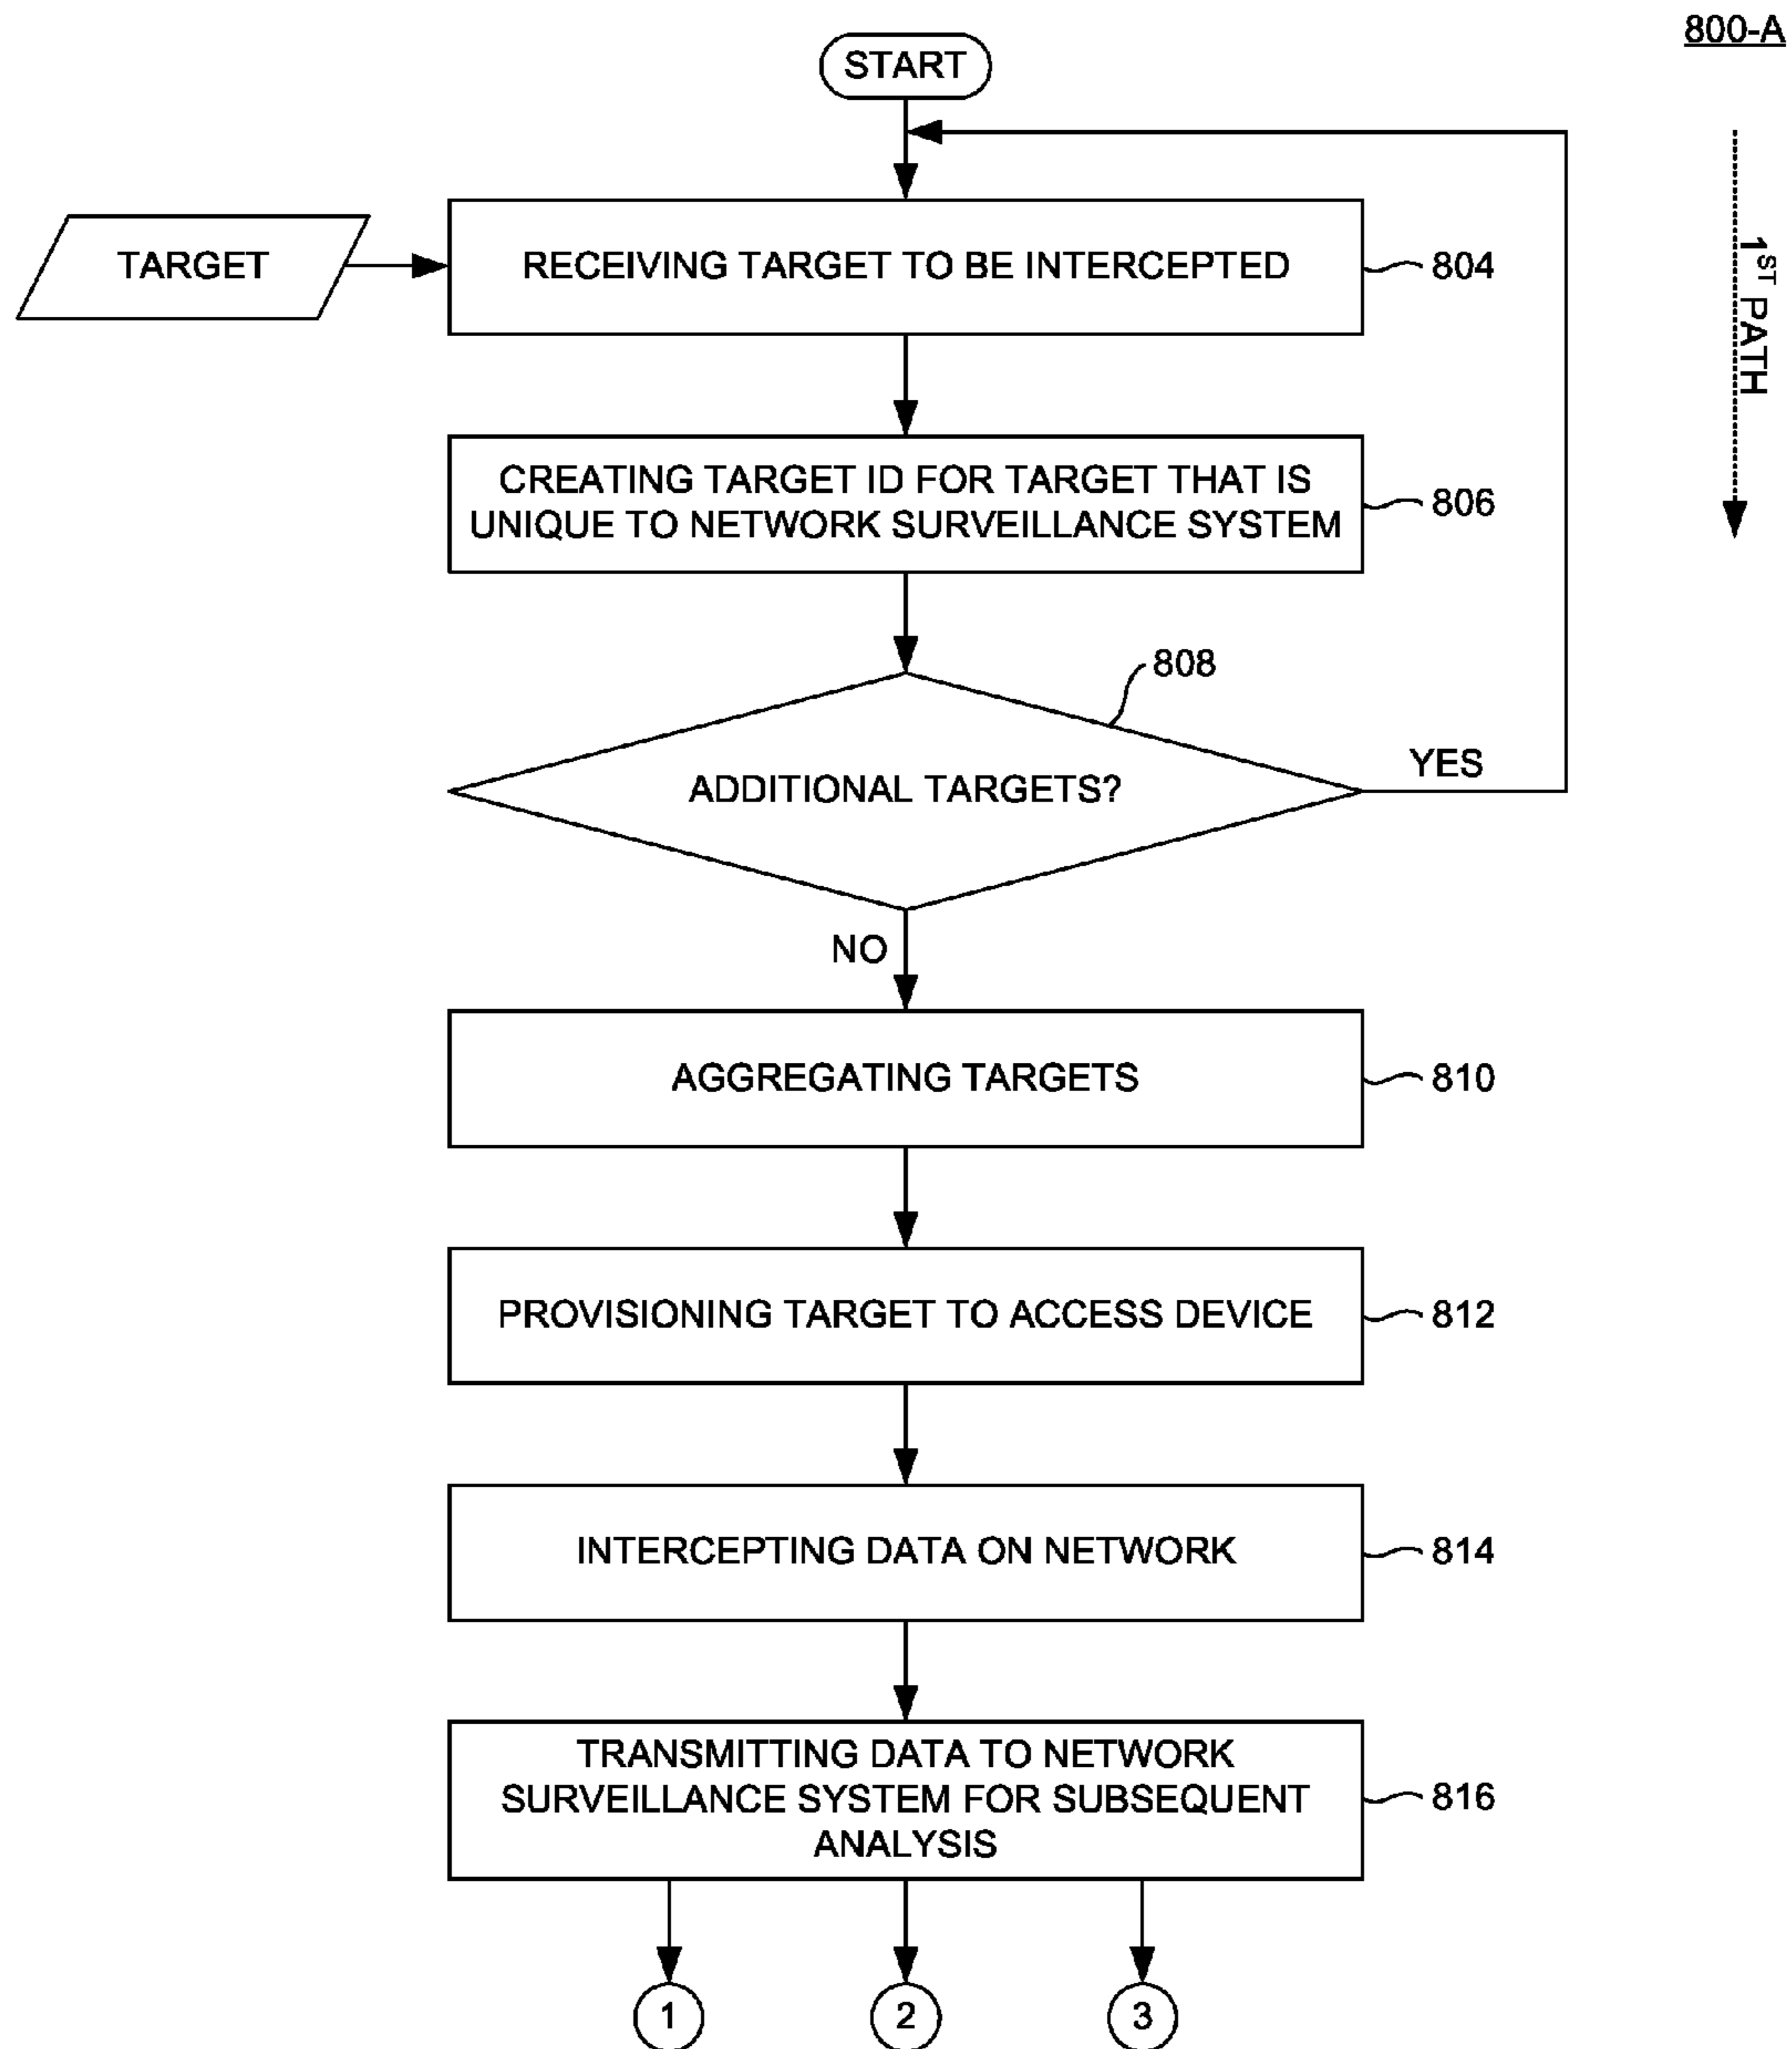 800-A
START
1ST PATH
TARGET
RECEIVING TARGET TO BE INTERCEPTED
804
CREATING TARGET ID FOR TARGET THAT IS
UNIQUE TO NETWORK SURVEILLANCE SYSTEM
806
808
ADDITIONAL TARGETS?
YES
NO
AGGREGATING TARGETS
810
PROVISIONING TARGET TO ACCESS DEVICE
812
INTERCEPTING DATA ON NETWORK
814
TRANSMITTING DATA TO NETWORK
SURVEILLANCE SYSTEM FOR SUBSEQUENT
ANALYSIS
816
1
2
3